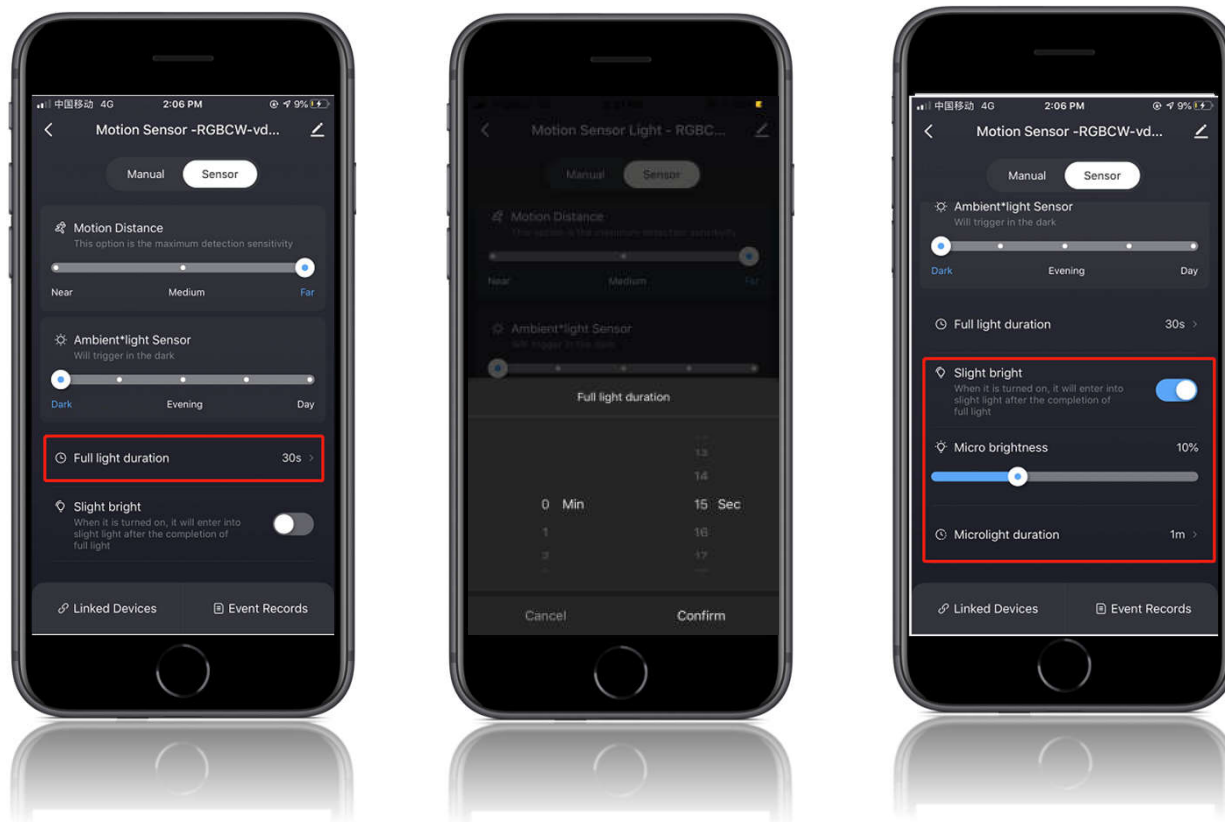 中国移动 4G 2:06 PM 9%
Motion Sensor -RGBCW-vd...
Manual Sensor
Motion Distance
This option is the maximum detection sensitivity
Near Medium Far
Ambient*light Sensor
Will trigger in the dark
Dark Evening Day
Full light duration 30s
Slight bright
When it is turned on, it will enter into
slight light after the completion of
full light
Linked Devices Event Records
Motion Sensor Light - RGBC...
Manual Sensor
Motion Distance
This option is the maximum detection sensitivity
Near Medium Far
Ambient*light Sensor
Will trigger in the dark
Full light duration
13
14
0 Min 15 Sec
1 16
2 17
Cancel Confirm
中国移动 4G 2:06 PM 9%
Motion Sensor -RGBCW-vd...
Manual Sensor
Ambient*light Sensor
Will trigger in the dark
Dark Evening Day
Full light duration 30s
Slight bright
When it is turned on, it will enter into
slight light after the completion of
full light
Micro brightness 10%
Microlight duration 1m
Linked Devices Event Records